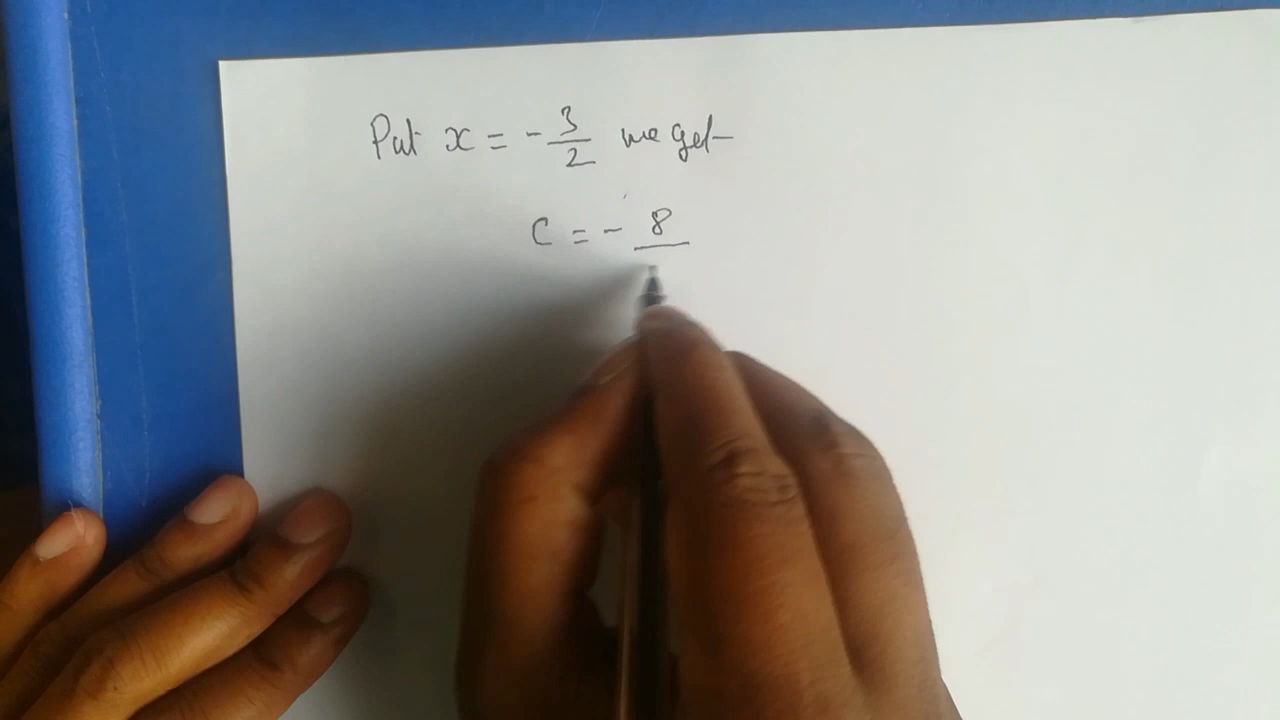 Put x = - 3/2 we get
C = - 8/